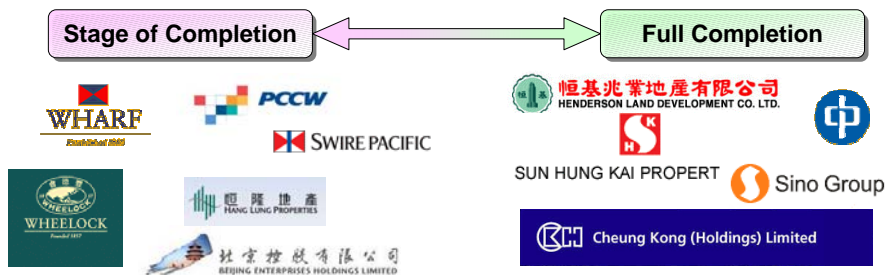 Stage of Completion
Full Completion
WHARF
Established 1886
PCCW
SWIRE PACIFIC
WHEELOCK
Founded 1857
恒隆地產
HANG LUNG PROPERTIES
北京控股有限公司
BEIJING ENTERPRISES HOLDINGS LIMITED
恒基
恒基兆業地產有限公司
HENDERSON LAND DEVELOPMENT CO. LTD.
S K H
SUN HUNG KAI PROPERT
Sino Group
Cheung Kong (Holdings) Limited